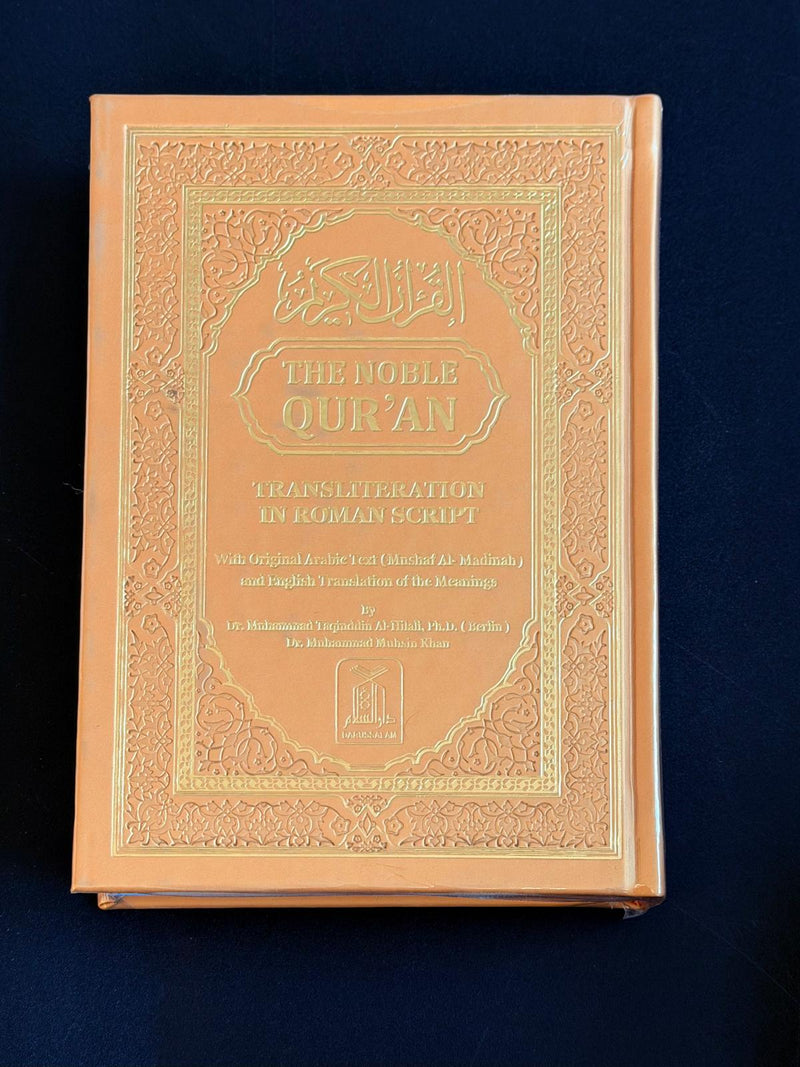 القرآن الكريم
THE NOBLE
QUR'AN
TRANSLITERATION
IN ROMAN SCRIPT
With Original Arabic Text ( Mushaf Al- Madinah )
and English Translation of the Meanings
By
Dr. Muhammad Taqiuddin Al-Hilali, Ph.D. ( Berlin )
Dr. Muhammad Muhsin Khan
دار السلام
DARUSSALAM